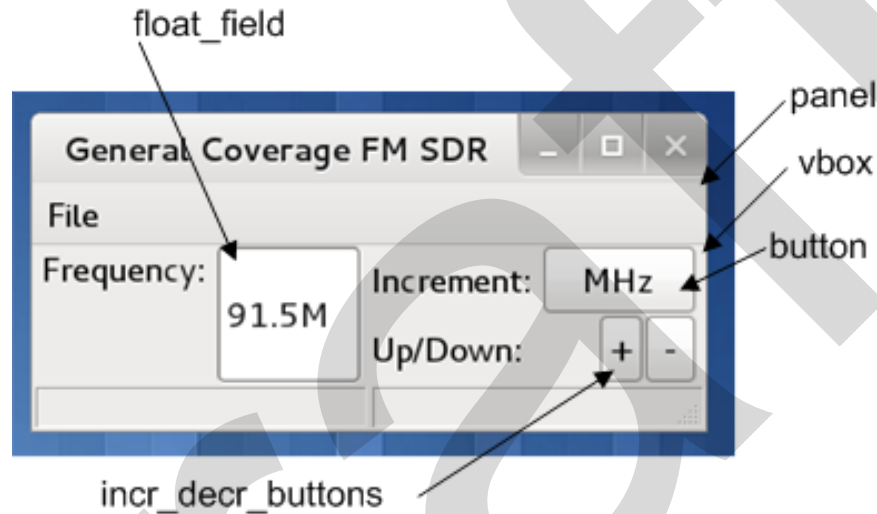 float_field
panel
General Coverage FM SDR
vbox
File
button
Frequency:
91.5M
Increment:
MHz
Up/Down:
+ -
incr_decr_buttons